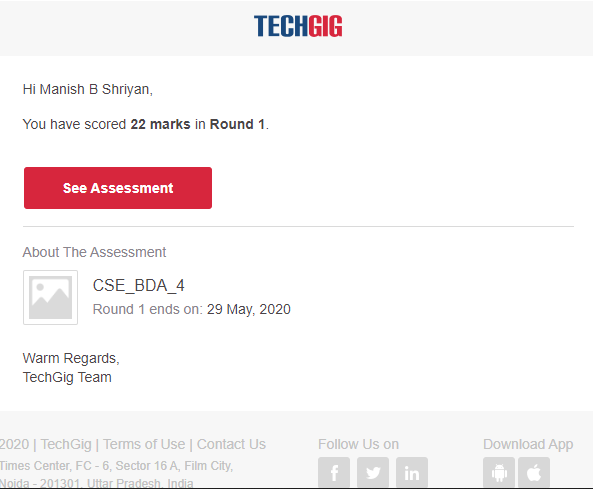 TECHGIG
Hi Manish B Shriyan,
You have scored 22 marks in Round 1.
See Assessment
About The Assessment
CSE_BDA_4
Round 1 ends on: 29 May, 2020
Warm Regards,
TechGig Team
2020 | TechGig | Terms of Use | Contact Us
Times Center, FC - 6, Sector 16 A, Film City,
Noida - 201301, Uttar Pradesh, India
Follow Us on
Download App